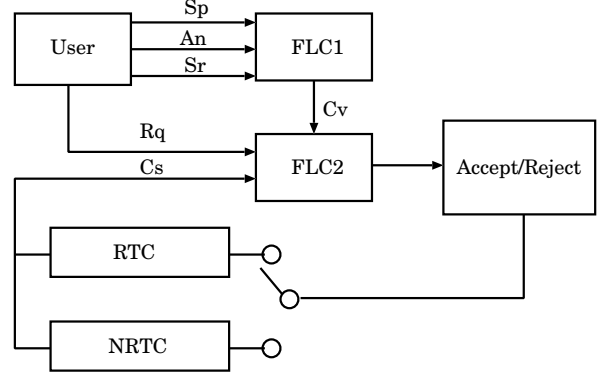 Sp
User
An
FLC1
Sr
Cv
Rq
FLC2
Accept/Reject
Cs
RTC
NRTC